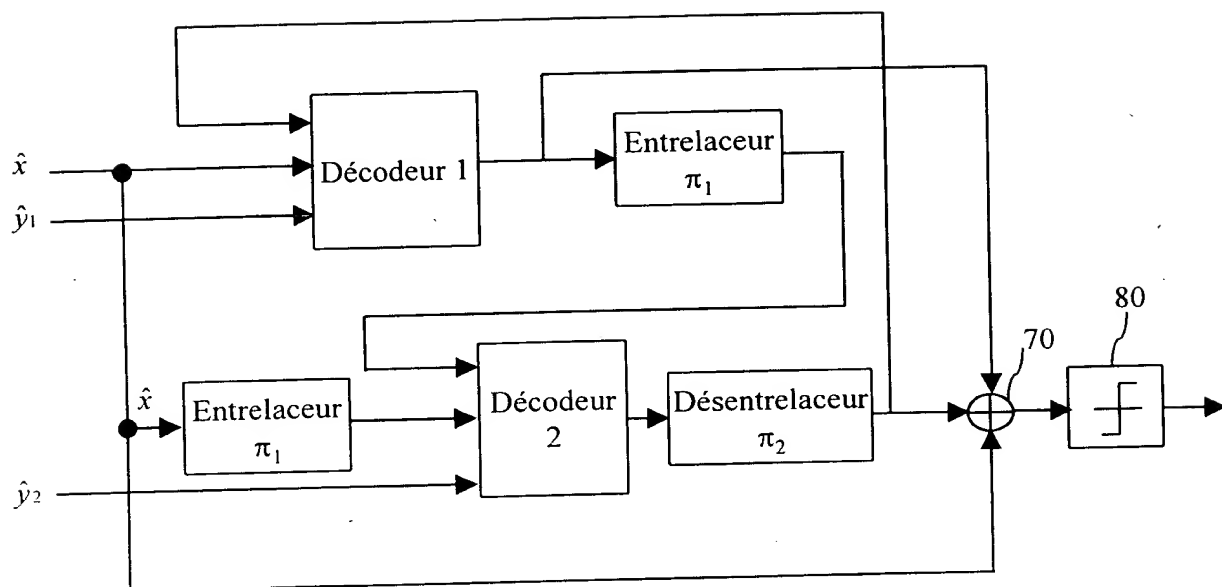 x̂
ŷ₁
Décodeur 1
Entrelaceur
π₁
x̂
Entrelaceur
π₁
ŷ₂
Décodeur
2
Désentrelaceur
π₂
70
80